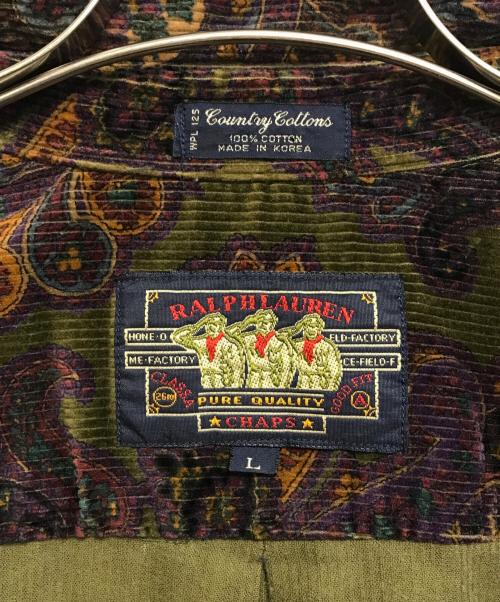 WPL 125
Country Cottons
100% COTTON
MADE IN KOREA
RALPH LAUREN
HONE-O ELD-FACTORY
ME-FACTORY CE-FIELD-F
CLASS.A GOOD FIT
A
PURE QUALITY
★ CHAPS ★
L